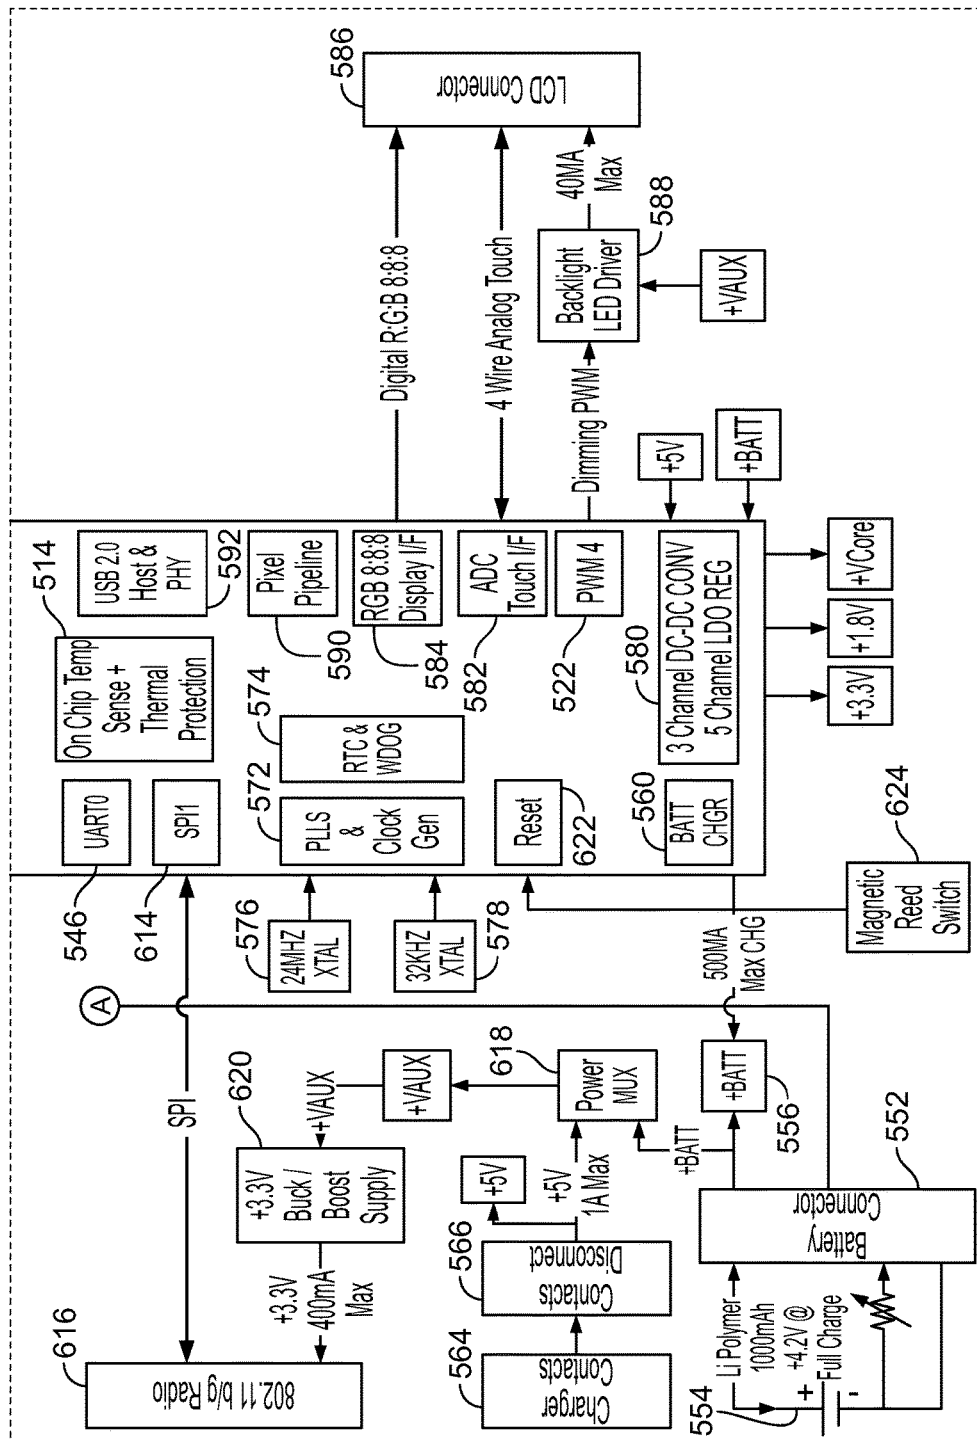 616
802.11 b/g Radio
SPI
A
620
+3.3V
Buck /
Boost
Supply
+3.3V
400mA
Max
+VAUX
+VAUX
618
Power
MUX
+5V
+5V
1A Max
566
Contacts
Disconnect
564
Charger
Contacts
+BATT
+BATT
556
552
Battery
Connector
Li Polymer
1000mAh
+4.2V @
Full Charge
554
+
-
500MA
Max CHG
624
Magnetic
Reed
Switch
546
UART0
614
SPI1
576
24MHZ
XTAL
578
32KHZ
XTAL
572
PLLS
&
Clock
Gen
574
RTC &
WDOG
Reset
622
560
BATT
CHGR
514
On Chip Temp
Sense +
Thermal
Protection
USB 2.0
Host &
PHY
592
Pixel
Pipeline
590
RGB 8:8:8
Display I/F
584
ADC
Touch I/F
582
PWM 4
522
3 Channel DC-DC CONV
5 Channel LDO REG
580
+3.3V
+1.8V
+VCore
+5V
+BATT
Digital R:G:B 8:8:8
4 Wire Analog Touch
Dimming PWM
Backlight
LED Driver
588
+VAUX
40MA
Max
586
LCD Connector